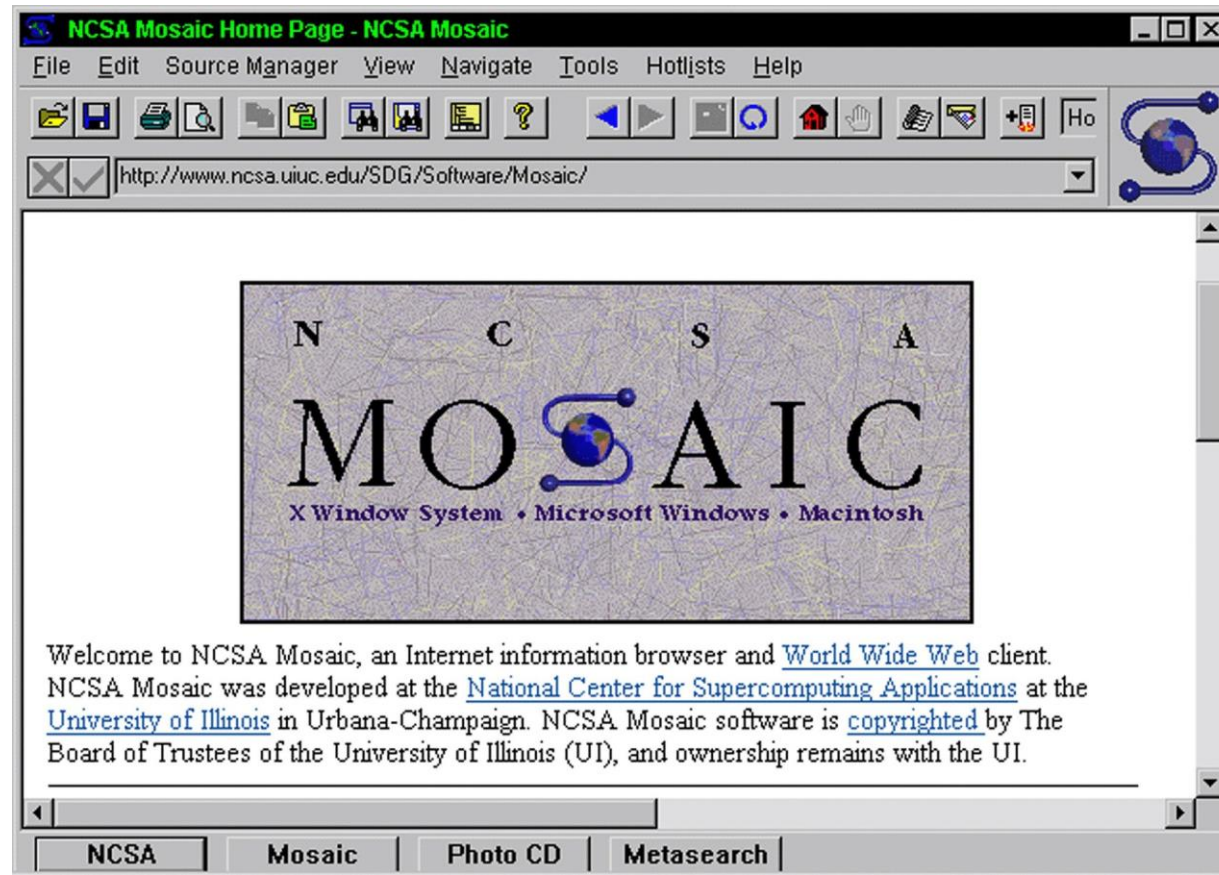 NCSA Mosaic Home Page - NCSA Mosaic
File Edit Source Manager View Navigate Tools Hotlists Help
Ho
http://www.ncsa.uiuc.edu/SDG/Software/Mosaic/
N C S A
MOSAIC
X Window System • Microsoft Windows • Macintosh
Welcome to NCSA Mosaic, an Internet information browser and World Wide Web client.
NCSA Mosaic was developed at the National Center for Supercomputing Applications at the
University of Illinois in Urbana-Champaign. NCSA Mosaic software is copyrighted by The
Board of Trustees of the University of Illinois (UI), and ownership remains with the UI.
NCSA Mosaic Photo CD Metasearch